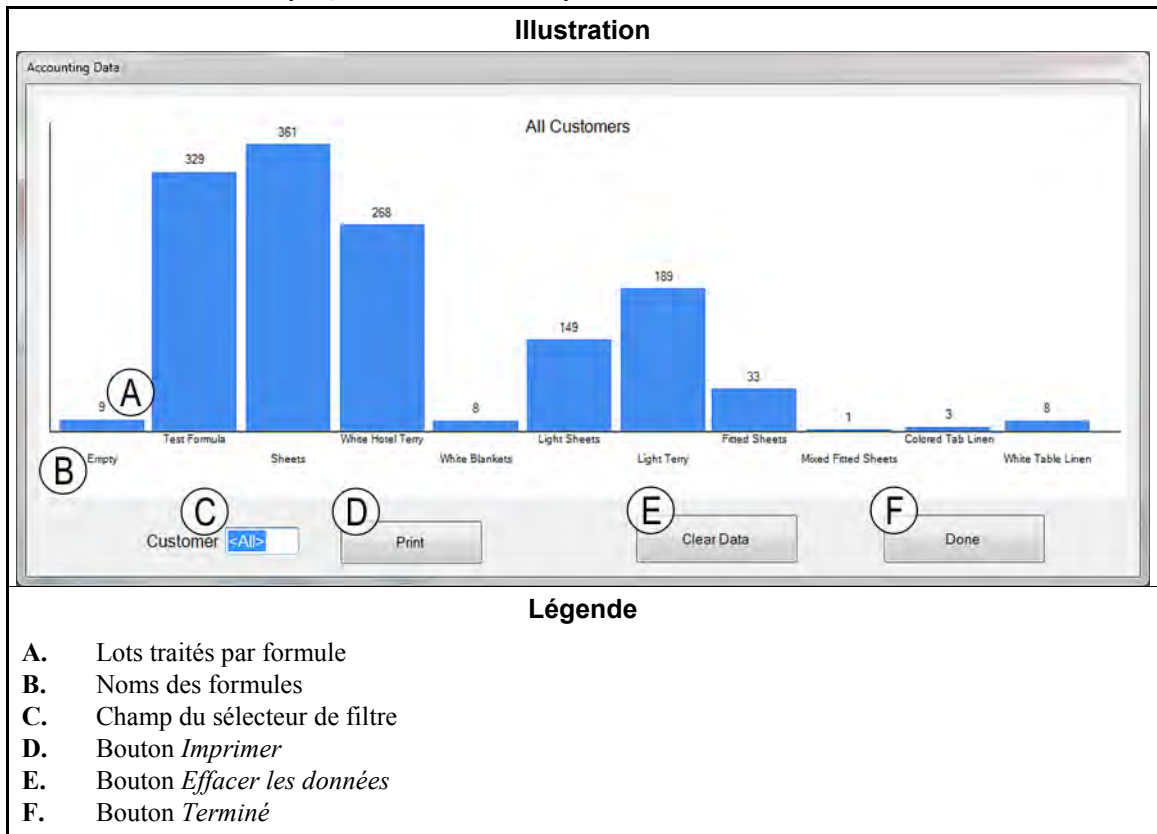 Illustration
Accounting Data
All Customers
361
329
268
189
149
33
9
8
1
3
8
A
Test Formula White Hotel Terry Light Sheets Fitted Sheets Colored Tab Linen
Empty Sheets White Blankets Light Terry Mixed Fitted Sheets White Table Linen
B
C D E F
Customer <All> Print Clear Data Done
Légende
A. Lots traités par formule
B. Noms des formules
C. Champ du sélecteur de filtre
D. Bouton Imprimer
E. Bouton Effacer les données
F. Bouton Terminé